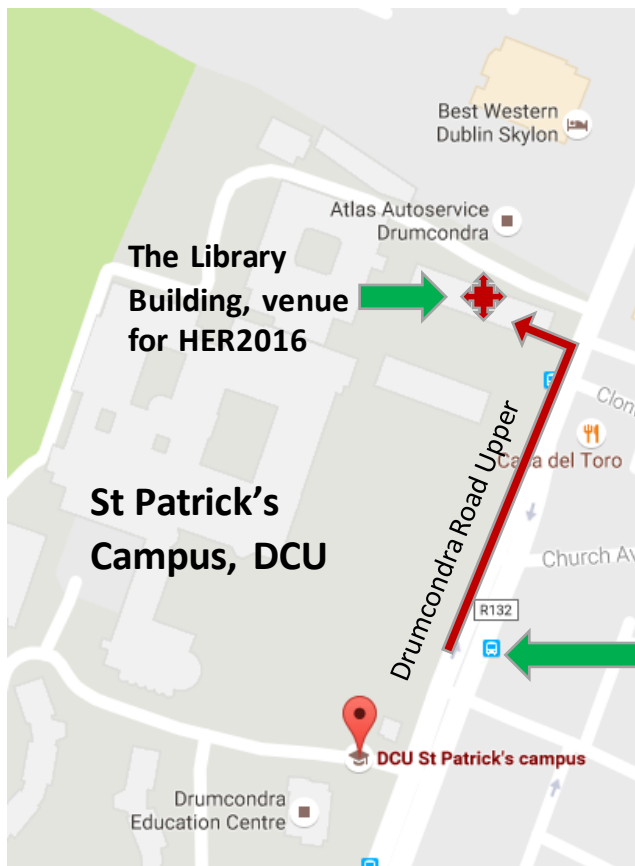 Best Western
Dublin Skylon
Atlas Autoservice
Drumcondra
The Library
Building, venue
for HER2016
Clon
Casa del Toro
Drumcondra Road Upper
St Patrick's
Campus, DCU
Church Av
R132
DCU St Patrick's campus
Drumcondra
Education Centre